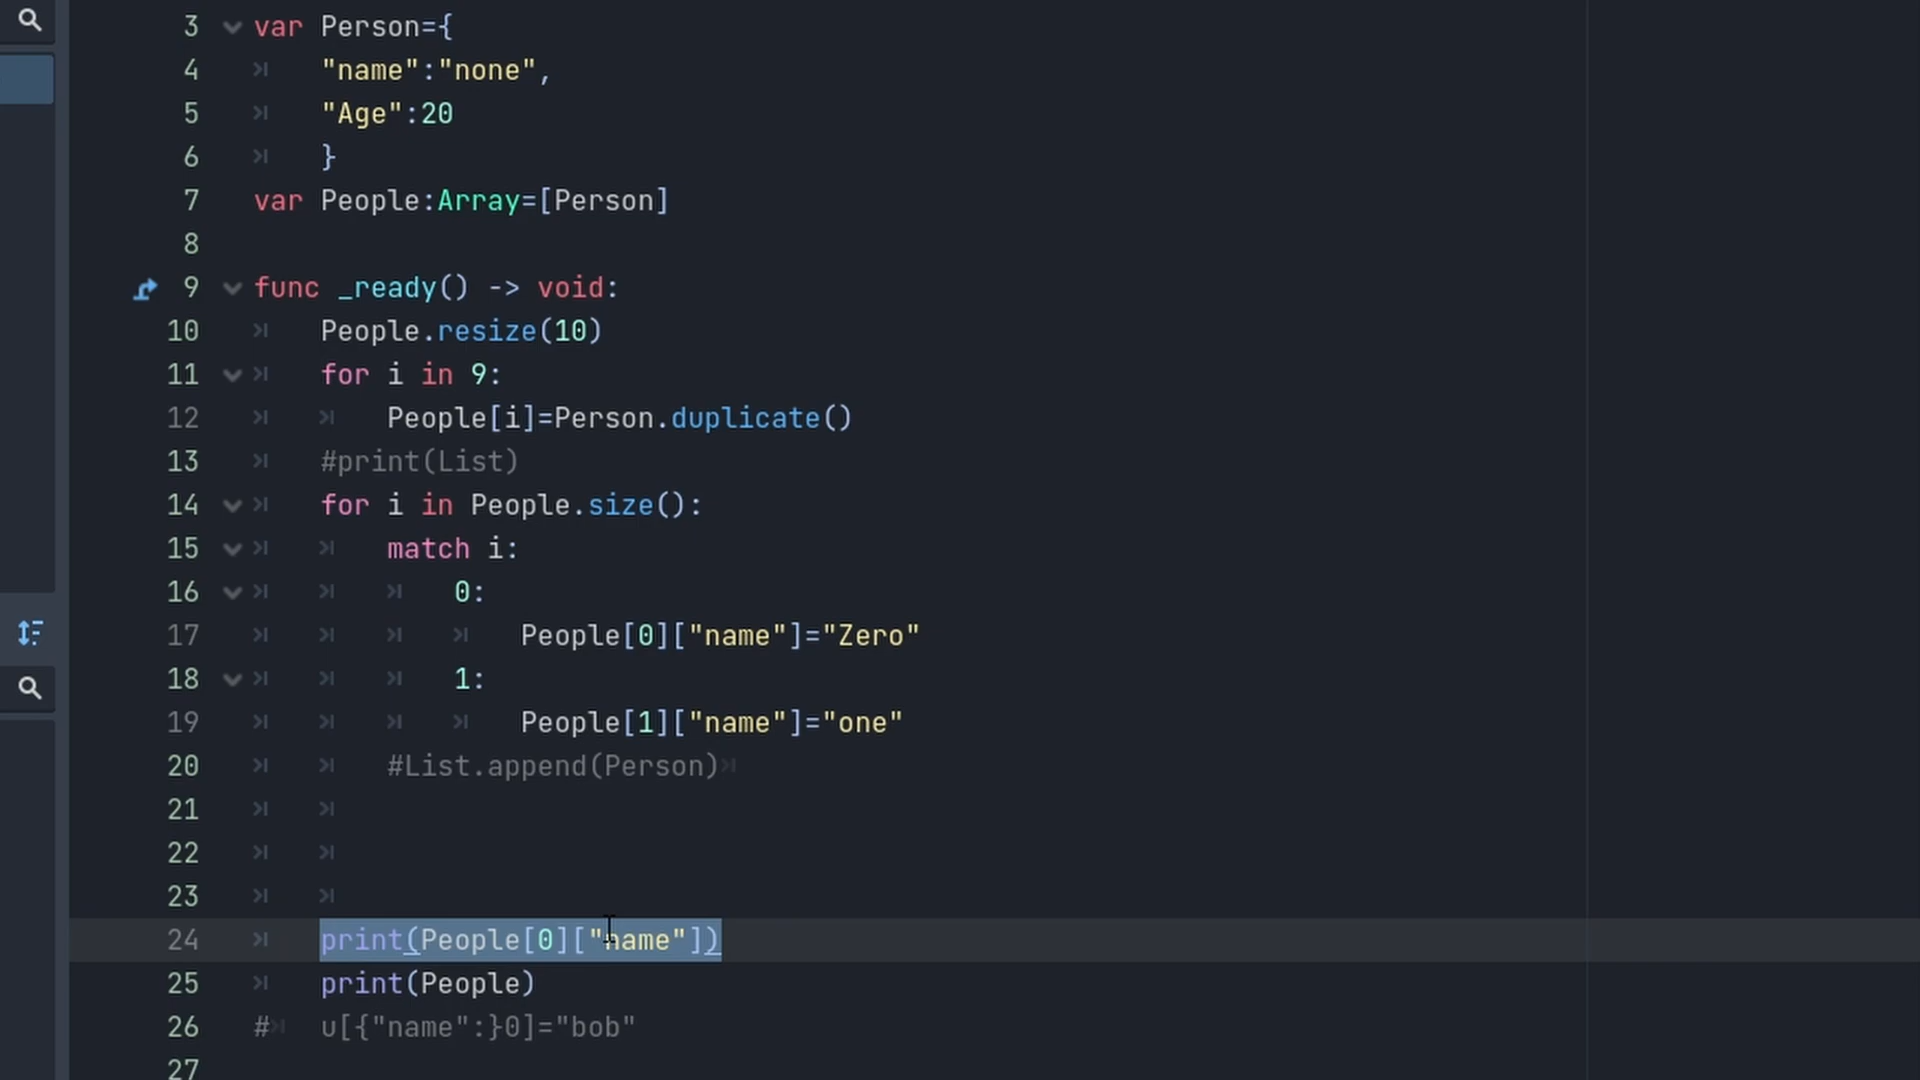 3 var Person={
4 "name":"none",
5 "Age":20
6 }
7 var People:Array=[Person]
8
9 func _ready() -> void:
10 People.resize(10)
11 for i in 9:
12 People[i]=Person.duplicate()
13 #print(List)
14 for i in People.size():
15 match i:
16 0:
17 People[0]["name"]="Zero"
18 1:
19 People[1]["name"]="one"
20 #List.append(Person)
21
22
23
24 print(People[0]["name"])
25 print(People)
26 # u[{"name":}0]="bob"
27